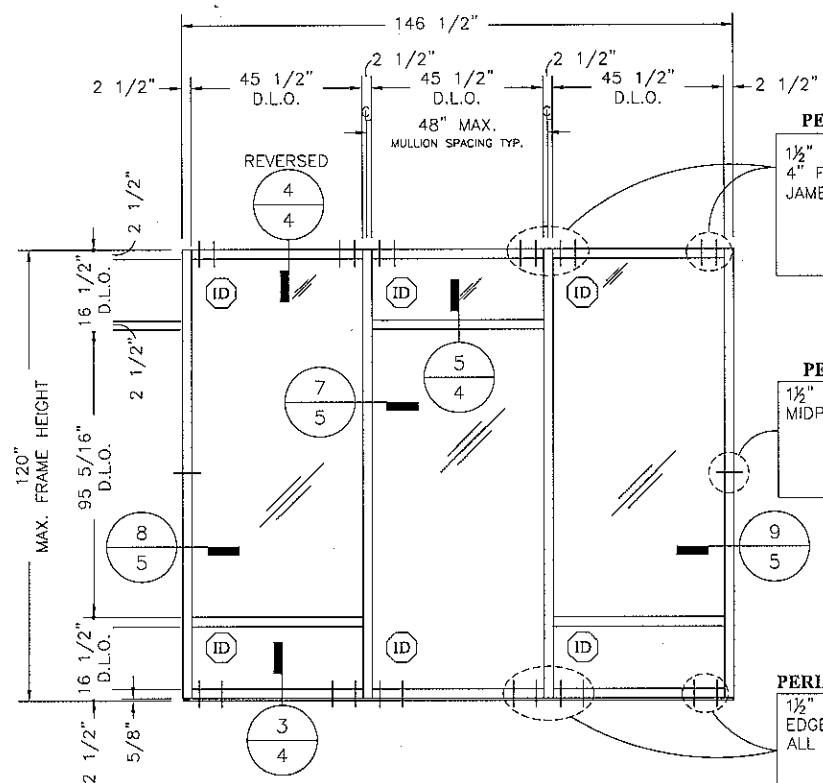 146 1/2"
2 1/2"
2 1/2"
45 1/2"
D.L.O.
45 1/2"
D.L.O.
45 1/2"
D.L.O.
2 1/2"
2 1/2"
48" MAX.
MULLION SPACING TYP.
REVERSED
4
4
PE
1½"
4" F
JAME
2 1/2"
16 1/2"
D.L.O.
2 1/2"
ID
ID
ID
5
4
7
5
PE
1½"
MIDP
120"
MAX. FRAME HEIGHT
95 5/16"
D.L.O.
8
5
9
5
16 1/2"
D.L.O.
ID
ID
ID
2 1/2"
5/8"
3
4
PERI
1½"
EDGE
ALL